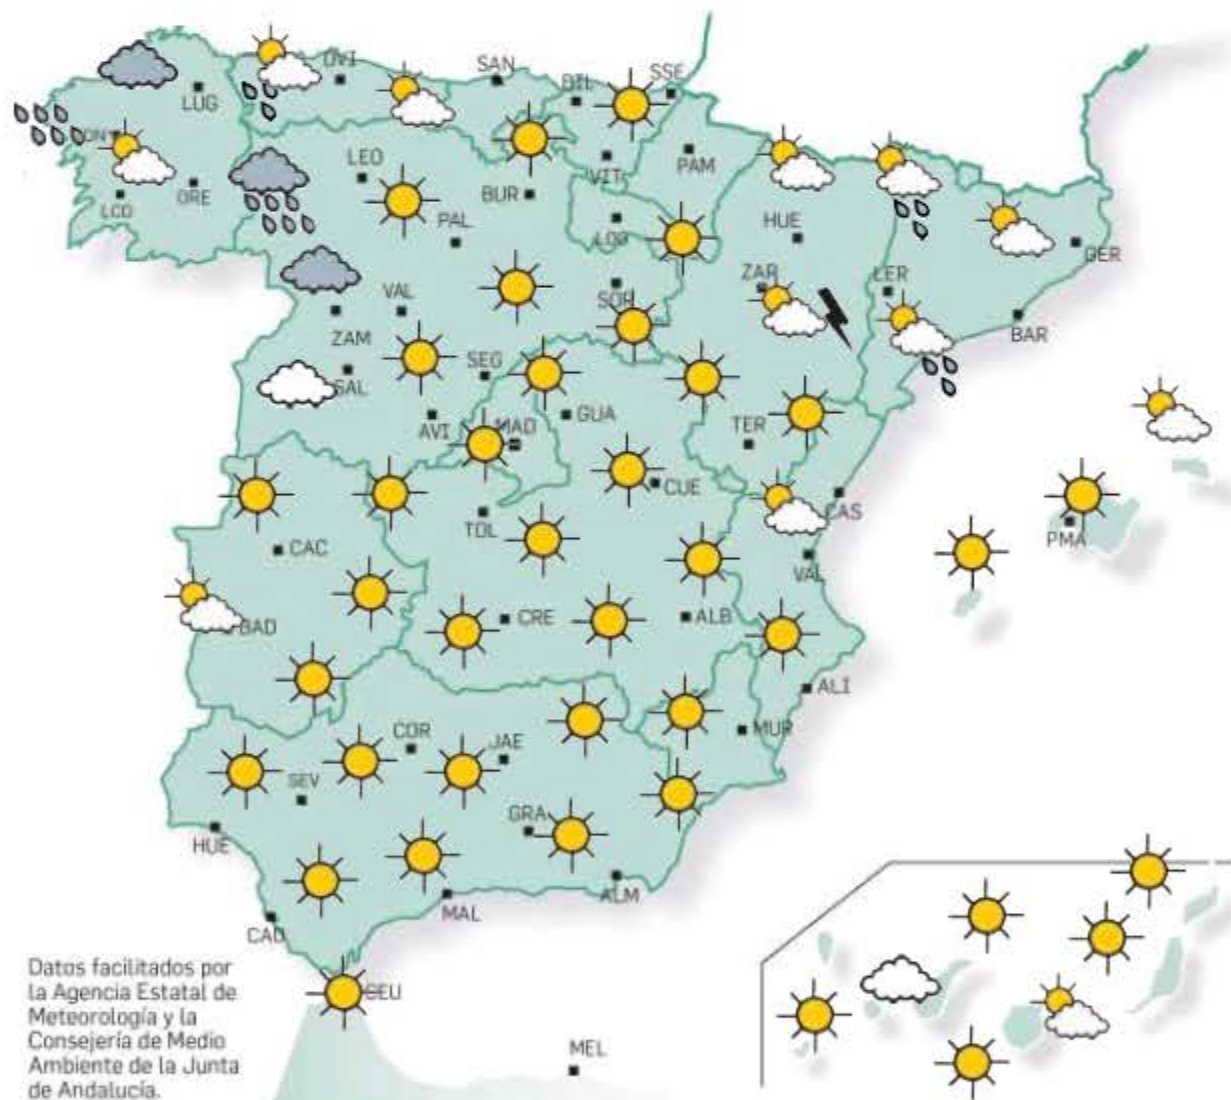 OVI
SAN
BIL
SSE
LUG
LEO
VIT
PAM
LCO
ORE
BUR
PAL
LOG
HUE
GER
ZAR
LER
SOR
VAL
ZAM
BAR
SEG
SAL
AVI
MAD
GUA
TER
CUE
CAS
TOL
PMA
CAC
VAL
BAD
CRE
ALB
ALI
COR
JAE
MUR
SEV
GRA
HUE
ALM
MAL
CAD
CEU
MEL
Datos facilitados por
la Agencia Estatal de
Meteorología y la
Consejería de Medio
Ambiente de la Junta
de Andalucía.